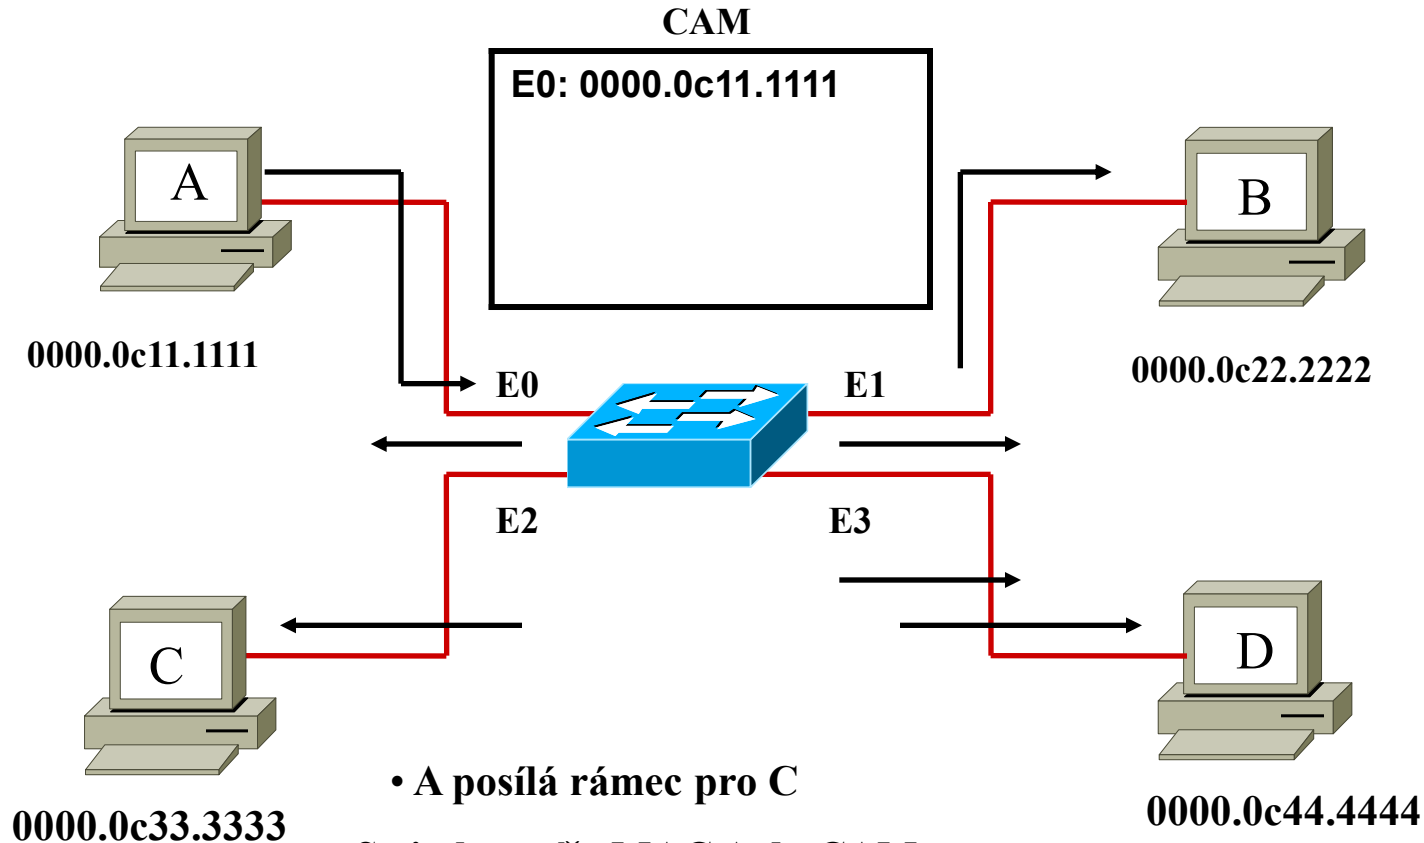 CAM
E0: 0000.0c11.1111
A
B
0000.0c11.1111
0000.0c22.2222
E0
E1
E2
E3
C
D
• A posílá rámec pro C
0000.0c33.3333
0000.0c44.4444